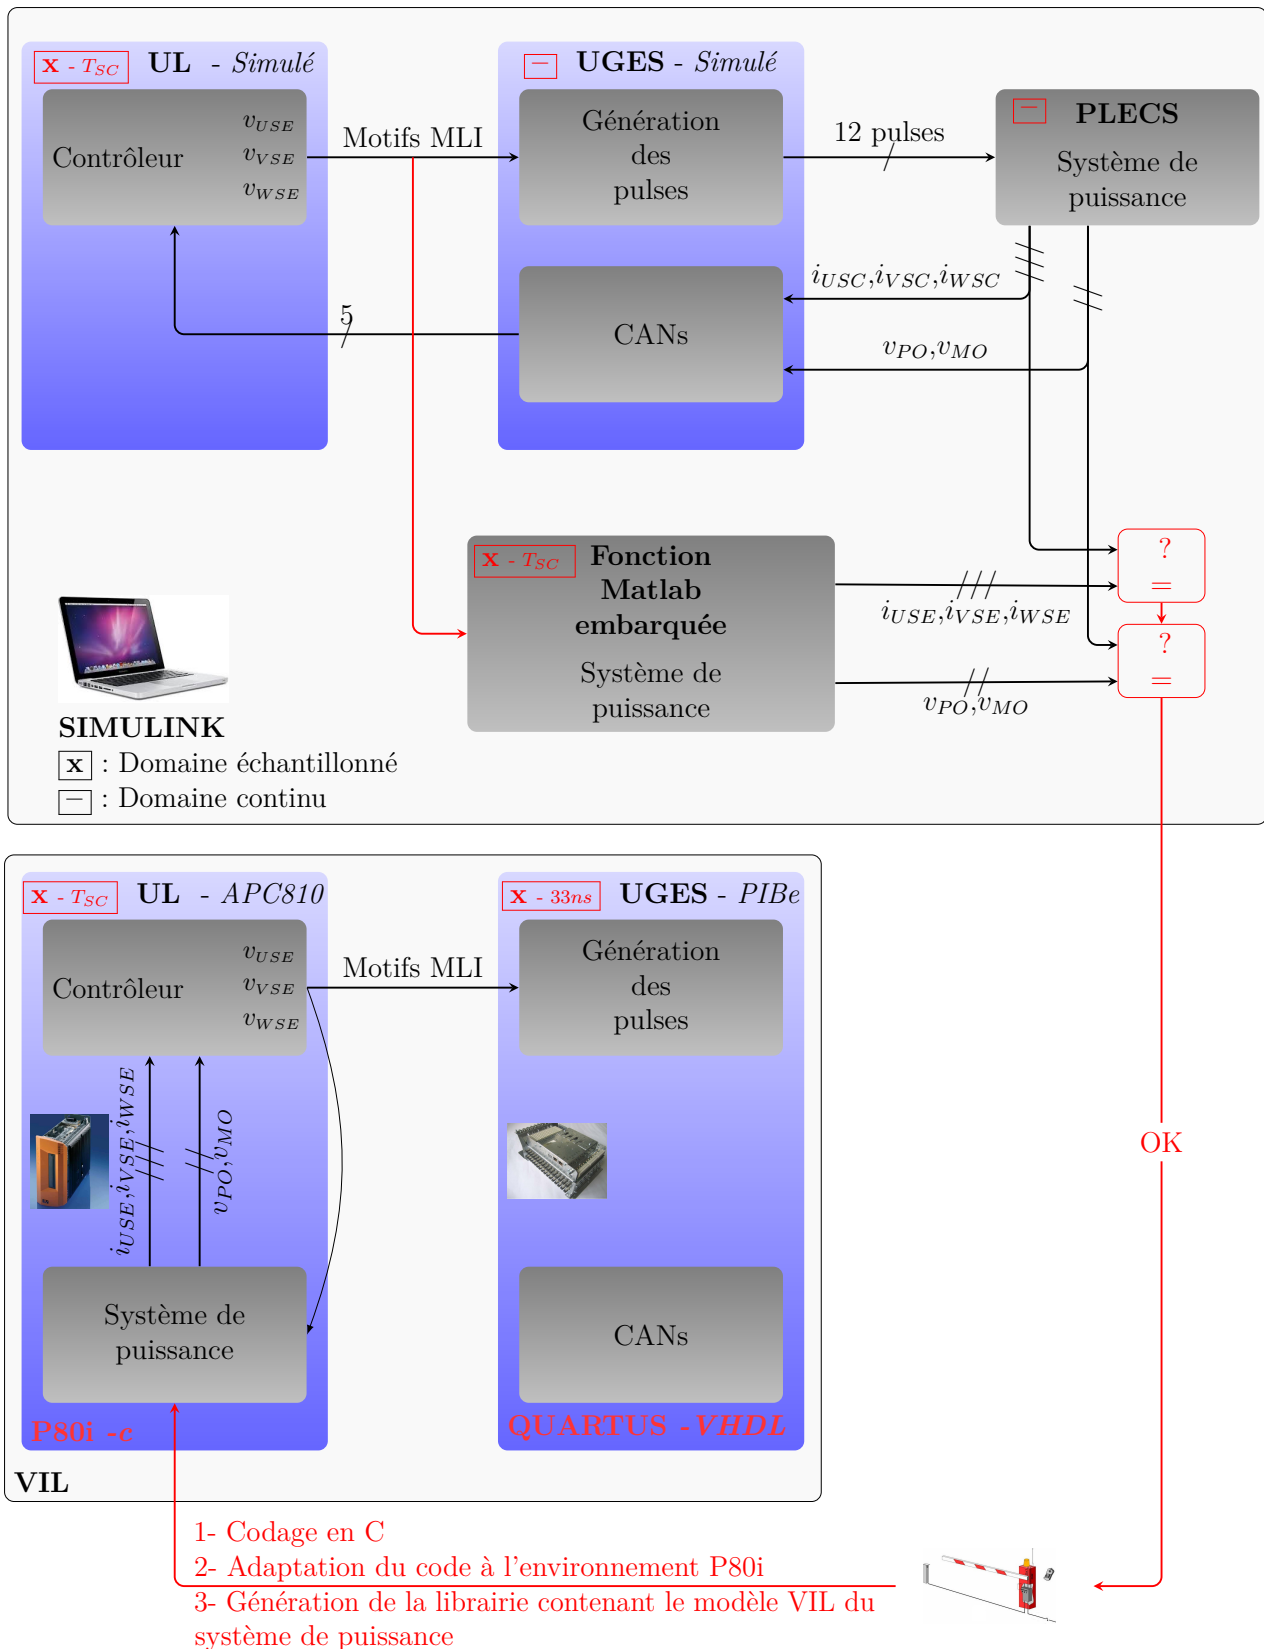 x - T_SC UL - Simulé
Contrôleur
v_USE
v_VSE
v_WSE
Motifs MLI
− UGES - Simulé
Génération
des
pulses
12 pulses
− PLECS
Système de
puissance
i_USC,i_VSC,i_WSC
v_PO,v_MO
CANs
5
x - T_SC Fonction
Matlab
embarquée
Système de
puissance
i_USE,i_VSE,i_WSE
v_PO,v_MO
?
=
?
=
SIMULINK
x : Domaine échantillonné
− : Domaine continu
x - T_SC UL - APC810
Contrôleur
v_USE
v_VSE
v_WSE
Motifs MLI
x - 33ns UGES - PIBe
Génération
des
pulses
i_USE,i_VSE,i_WSE
v_PO,v_MO
OK
Système de
puissance
CANs
P80i -c
QUARTUS -VHDL
VIL
1- Codage en C
2- Adaptation du code à l'environnement P80i
3- Génération de la librairie contenant le modèle VIL du
système de puissance